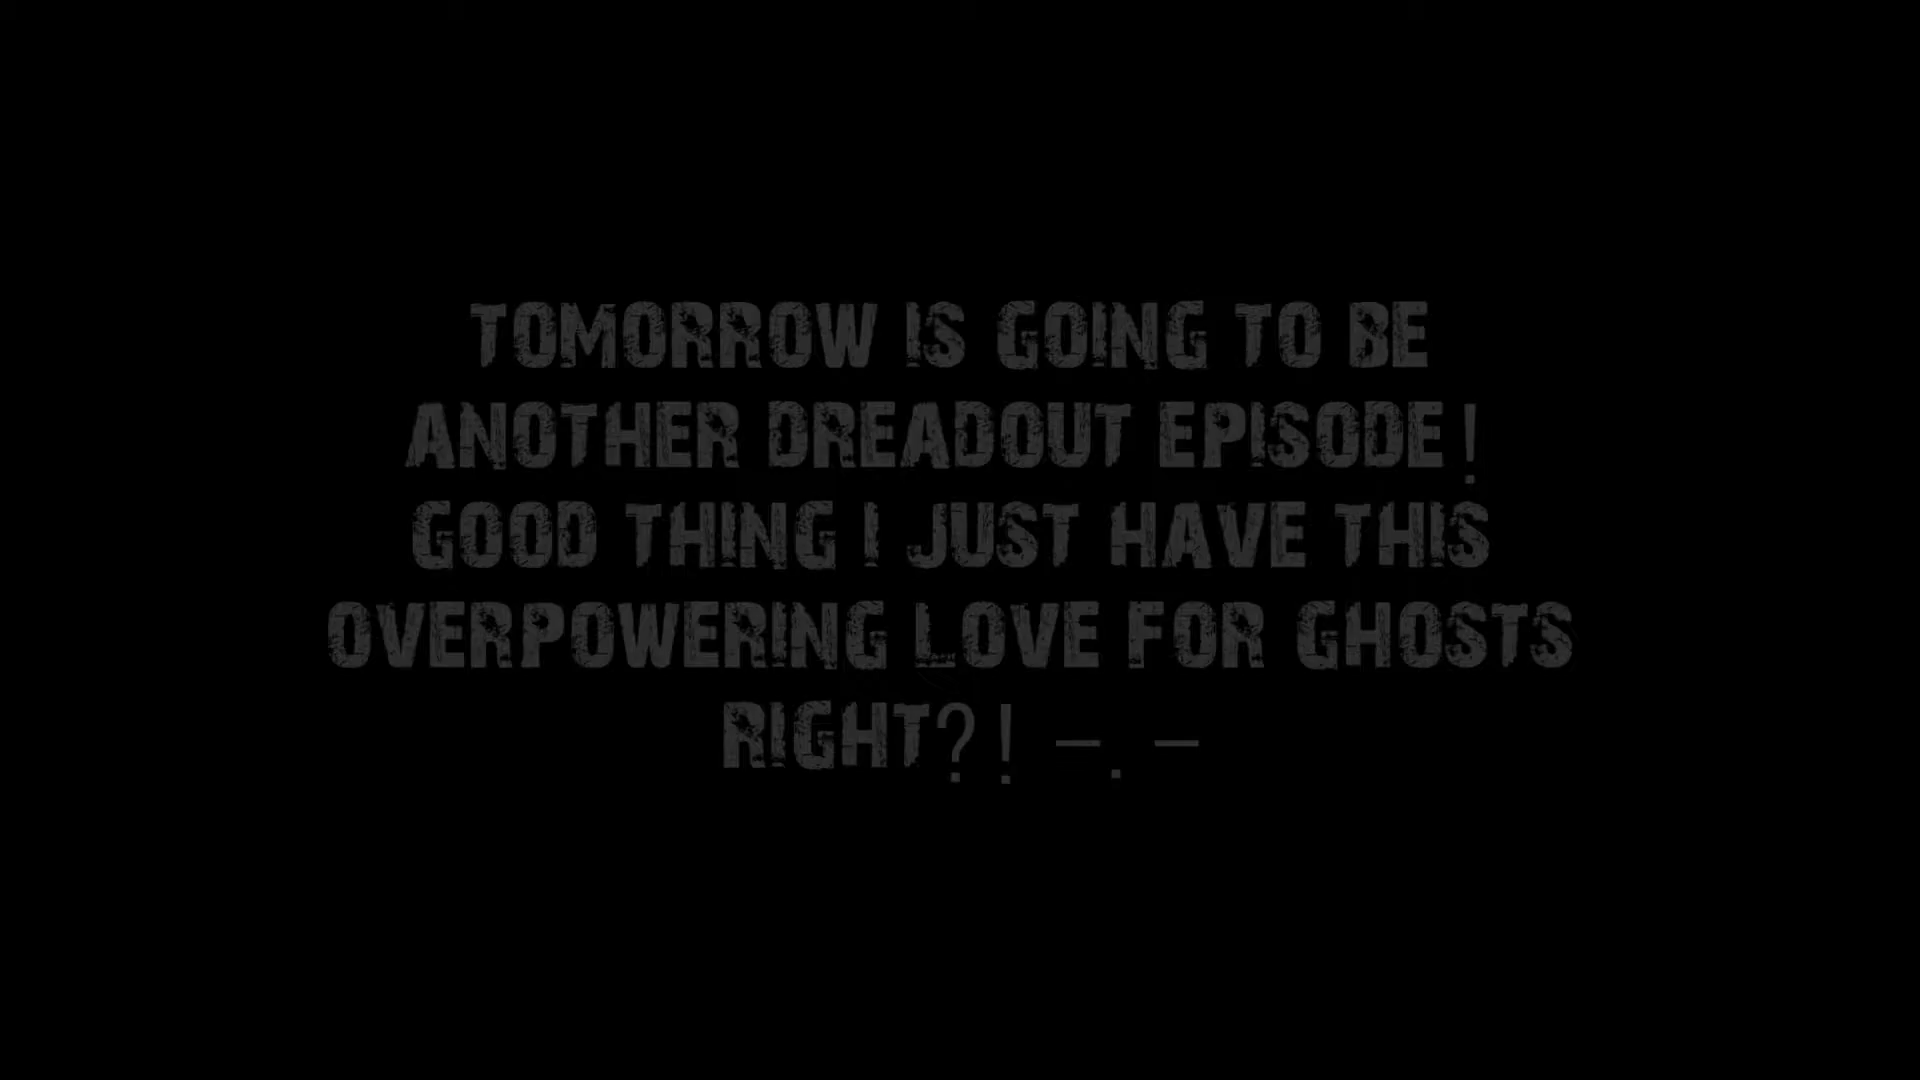 TOMORROW IS GOING TO BE
ANOTHER DREADOUT EPISODE!
GOOD THING I JUST HAVE THIS
OVERPOWERING LOVE FOR GHOSTS
RIGHT?! -.-